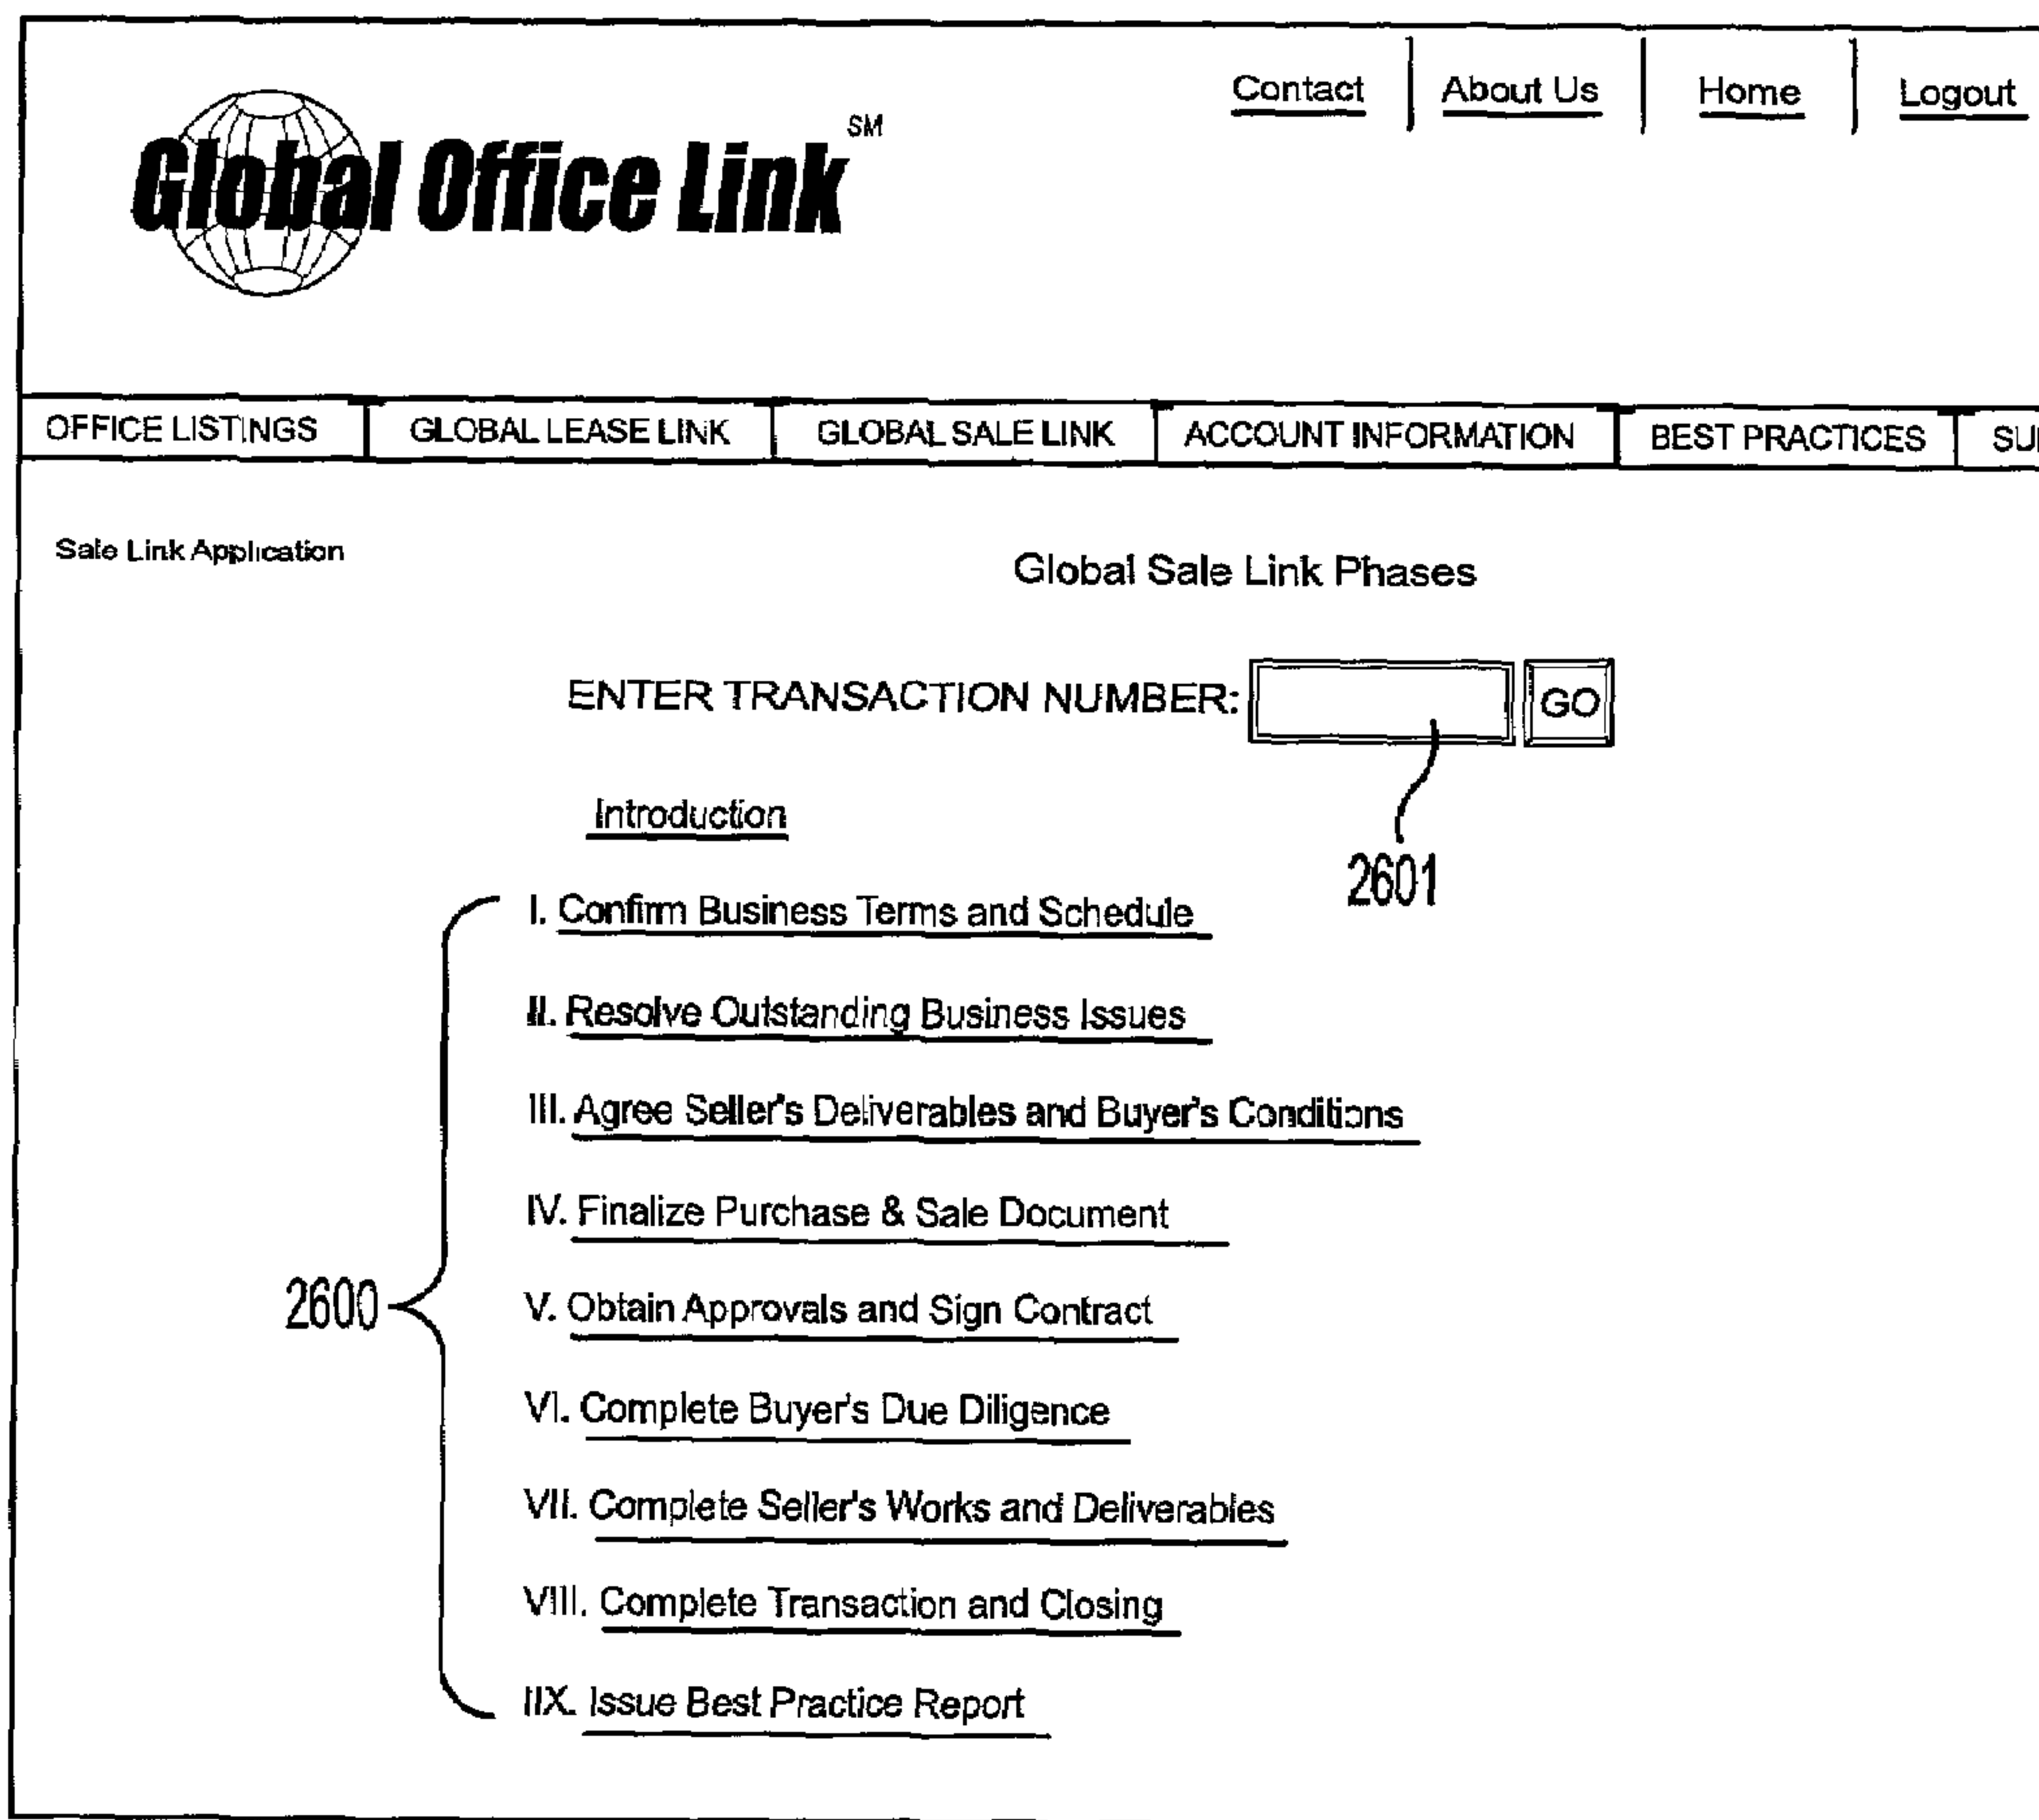 Contact About Us Home Logout
Global Office Link SM
OFFICE LISTINGS GLOBAL LEASE LINK GLOBAL SALE LINK ACCOUNT INFORMATION BEST PRACTICES
Sale Link Application
Global Sale Link Phases
ENTER TRANSACTION NUMBER: GO
2601
Introduction
I. Confirm Business Terms and Schedule
II. Resolve Outstanding Business Issues
III. Agree Seller's Deliverables and Buyer's Conditions
IV. Finalize Purchase & Sale Document
2600
V. Obtain Approvals and Sign Contract
VI. Complete Buyer's Due Diligence
VII. Complete Seller's Works and Deliverables
VIII. Complete Transaction and Closing
IIX. Issue Best Practice Report